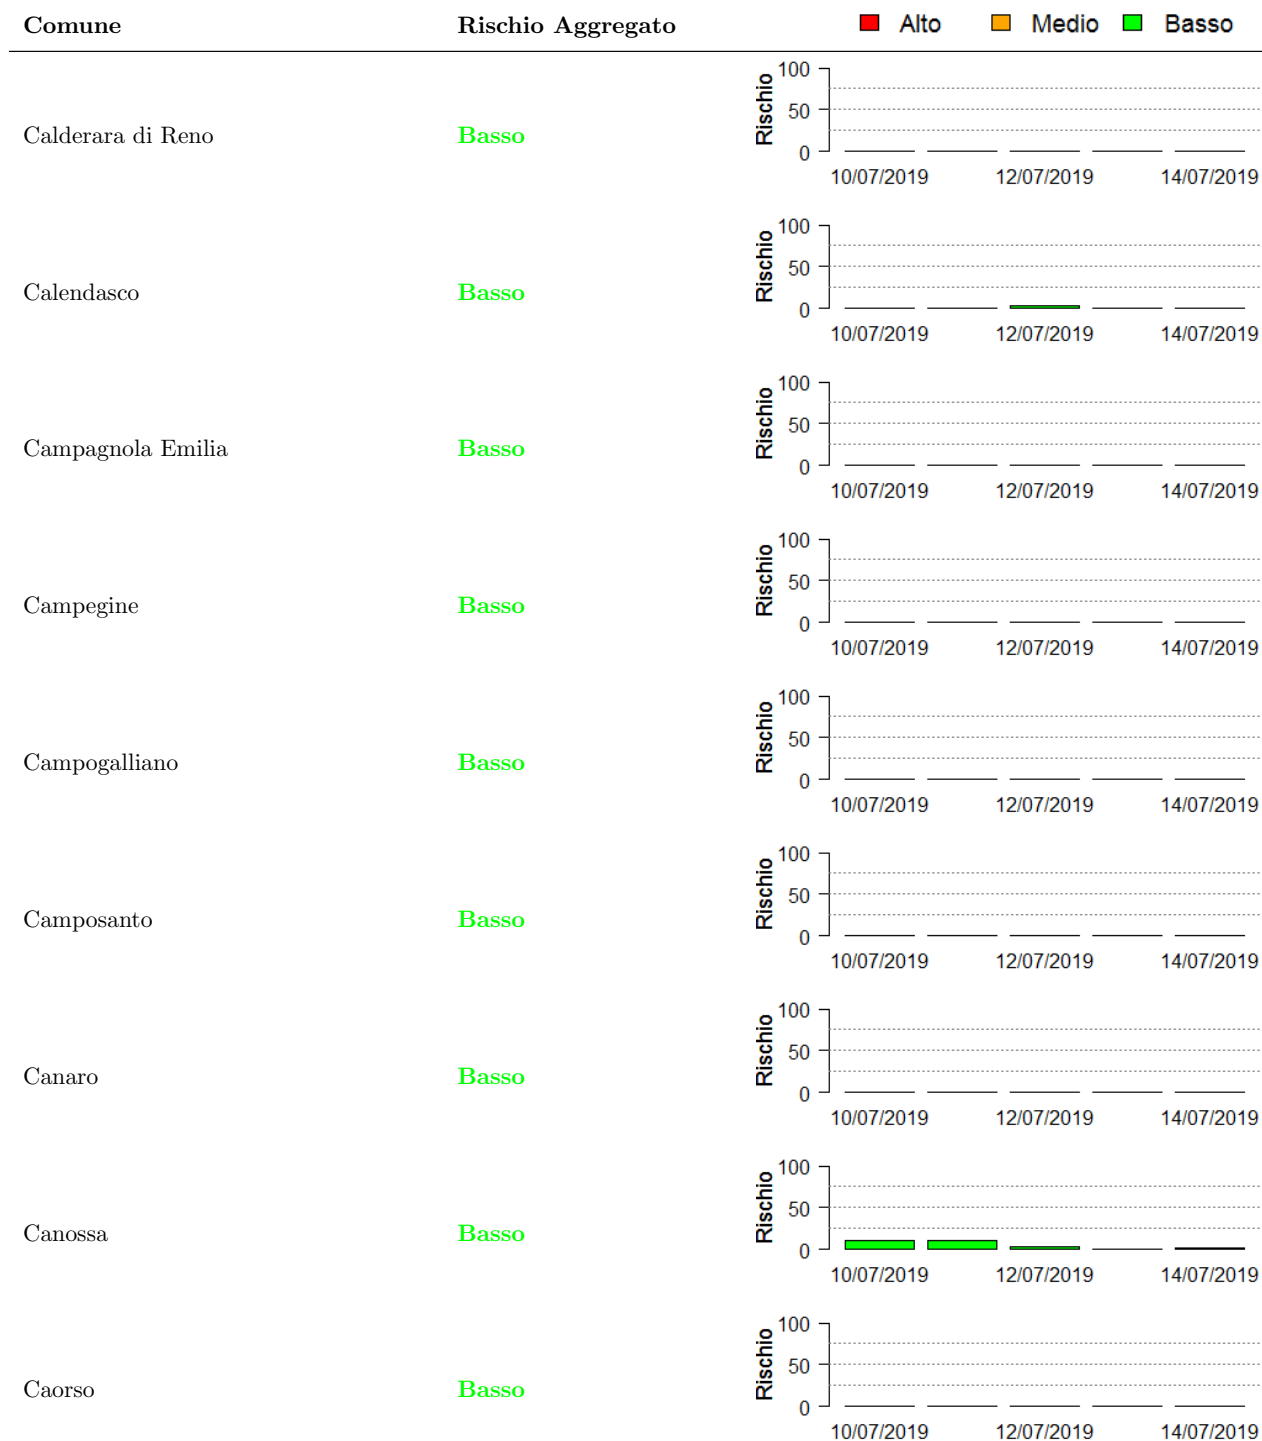 Comune Rischio Aggregato Alto Medio Basso
Calderara di Reno Basso Rischio 100 50 0
10/07/2019 12/07/2019 14/07/2019
Calendasco Basso Rischio 100 50 0
10/07/2019 12/07/2019 14/07/2019
Campagnola Emilia Basso Rischio 100 50 0
10/07/2019 12/07/2019 14/07/2019
Campegine Basso Rischio 100 50 0
10/07/2019 12/07/2019 14/07/2019
Campogalliano Basso Rischio 100 50 0
10/07/2019 12/07/2019 14/07/2019
Camposanto Basso Rischio 100 50 0
10/07/2019 12/07/2019 14/07/2019
Canaro Basso Rischio 100 50 0
10/07/2019 12/07/2019 14/07/2019
Canossa Basso Rischio 100 50 0
10/07/2019 12/07/2019 14/07/2019
Caorso Basso Rischio 100 50 0
10/07/2019 12/07/2019 14/07/2019